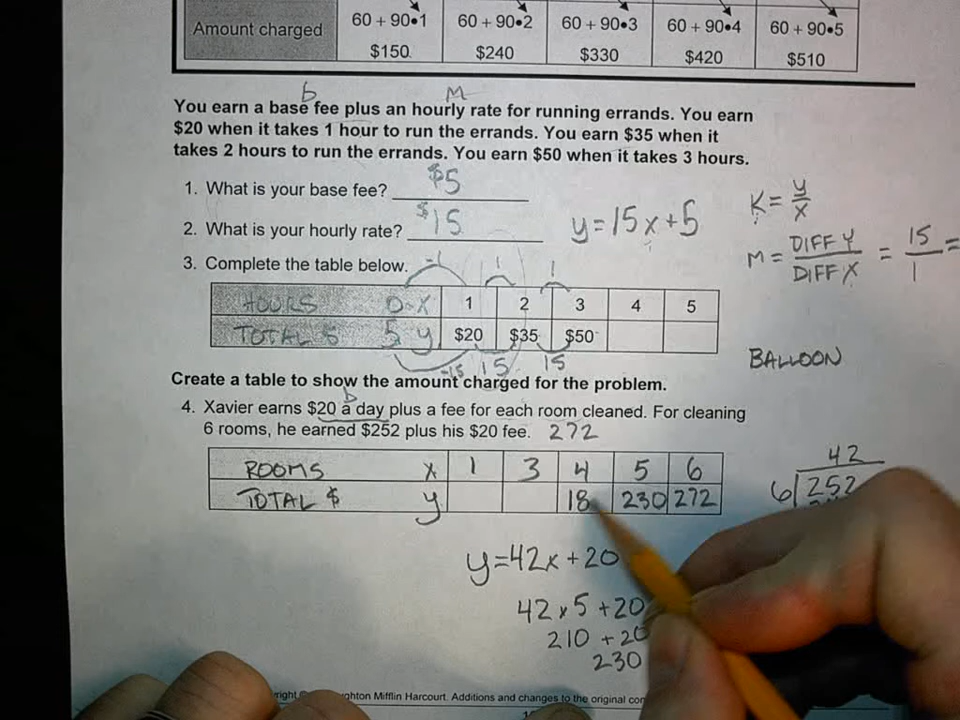 Amount charged 60 + 90•1 60 + 90•2 60 + 90•3 60 + 90•4 60 + 90•5
$150 $240 $330 $420 $510
b M
You earn a base fee plus an hourly rate for running errands. You earn
$20 when it takes 1 hour to run the errands. You earn $35 when it
takes 2 hours to run the errands. You earn $50 when it takes 3 hours.
1. What is your base fee? $5
2. What is your hourly rate? $15
y=15x+5
K= y/x
M= DIFF Y/DIFF X = 15/1 =
3. Complete the table below.
-1 1 1
HOURS 0 X 1 2 3 4 5
TOTAL $ 5 y $20 $35 $50
-15 15 15
BALLOON
Create a table to show the amount charged for the problem.
b
4. Xavier earns $20 a day plus a fee for each room cleaned. For cleaning
6 rooms, he earned $252 plus his $20 fee. 272
ROOMS X 1 3 4 5 6
TOTAL $ y 18 230 272
42
6)252
y=42x+20
42x5+20
210 +20
230
ghton Mifflin Harcourt. Additions and changes to the original